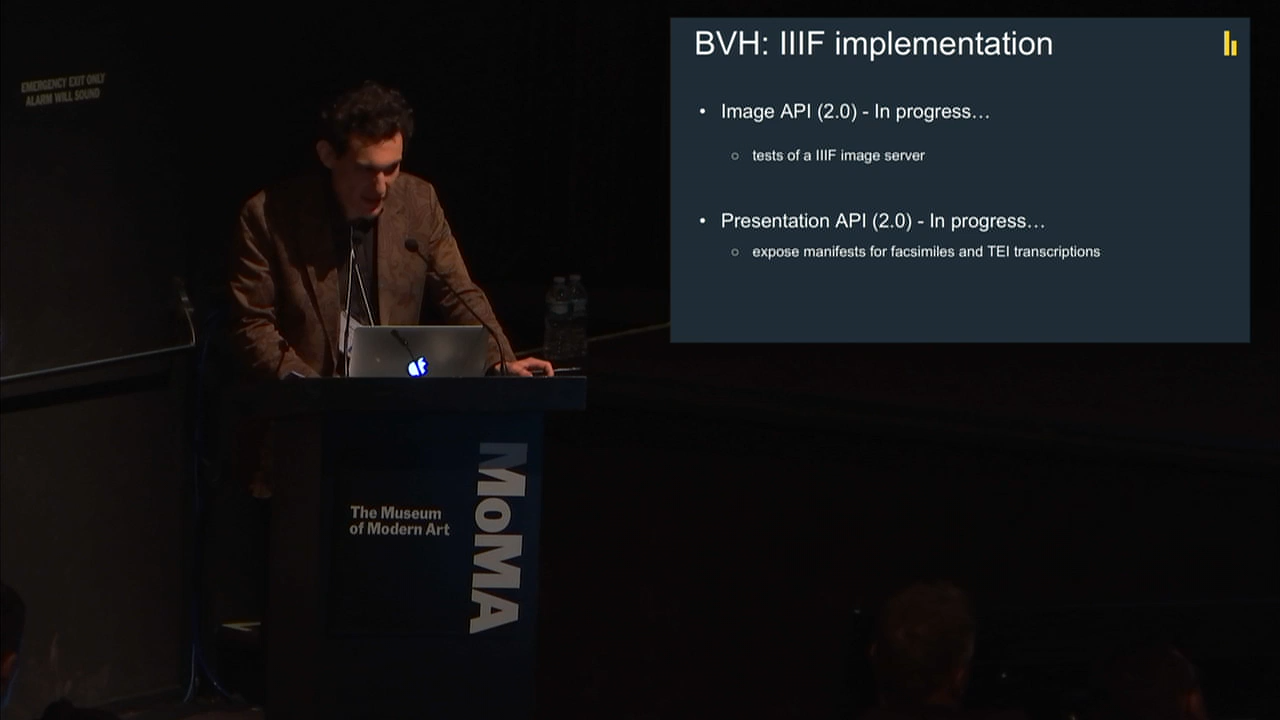 EMERGENCY EXIT ONLY
ALARM WILL SOUND
BVH: IIIF implementation
• Image API (2.0) - In progress…
○ tests of a IIIF image server
• Presentation API (2.0) - In progress…
○ expose manifests for facsimiles and TEI transcriptions
The Museum
of Modern Art
MoMA